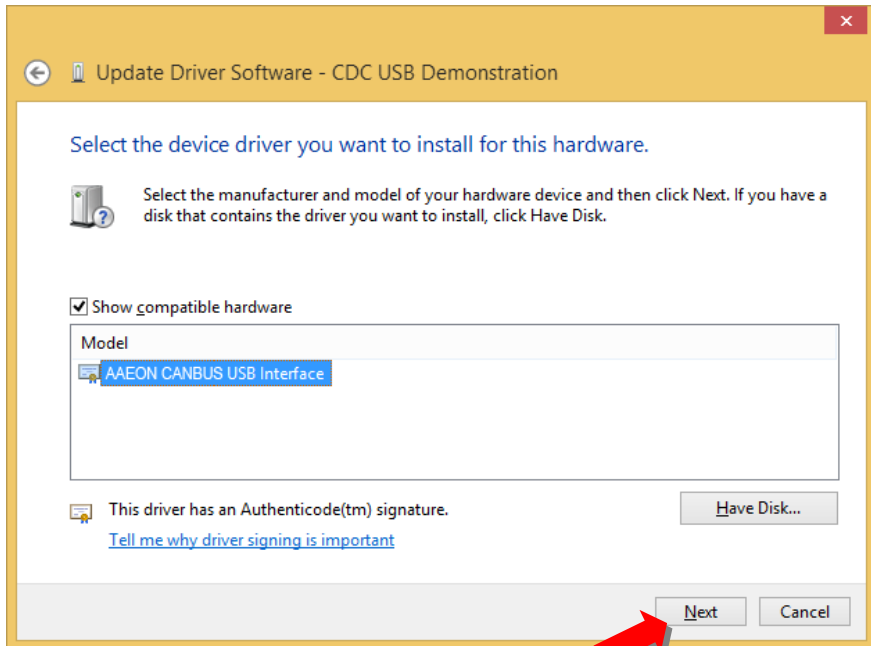 Update Driver Software - CDC USB Demonstration
Select the device driver you want to install for this hardware.
Select the manufacturer and model of your hardware device and then click Next. If you have a
disk that contains the driver you want to install, click Have Disk.
Show compatible hardware
Model
AAEON CANBUS USB Interface
This driver has an Authenticode(tm) signature.
Have Disk...
Tell me why driver signing is important
Next
Cancel